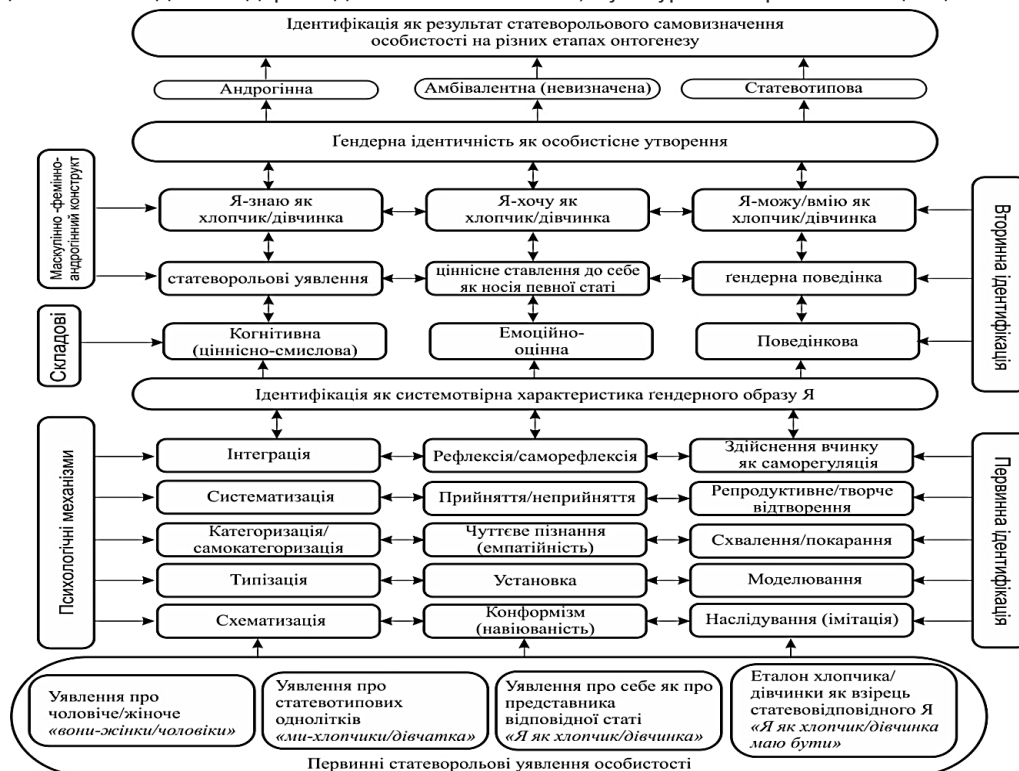 Ідентифікація як результат статеворольового самовизначення
особистості на різних етапах онтогенезу
Андрогінна
Амбівалентна (невизначена)
Статевотипова
Ґендерна ідентичність як особистісне утворення
Маскулінно-фемінно-
андрогінний конструкт
Я-знаю як
хлопчик/дівчинка
Я-хочу як
хлопчик/дівчинка
Я-можу/вмію як
хлопчик/дівчинка
Вторинна ідентифікація
статеворольові уявлення
ціннісне ставлення до себе
як носія певної статі
ґендерна поведінка
Складові
Когнітивна
(ціннісно-смислова)
Емоційно-
оцінна
Поведінкова
Ідентифікація як системотвірна характеристика ґендерного образу Я
Психологічні механізми
Інтеграція
Рефлексія/саморефлексія
Здійснення вчинку
як саморегуляція
Первинна ідентифікація
Систематизація
Прийняття/неприйняття
Репродуктивне/творче
відтворення
Категоризація/
самокатегоризація
Чуттєве пізнання
(емпатійність)
Схвалення/покарання
Типізація
Установка
Моделювання
Схематизація
Конформізм
(навіюваність)
Наслідування (імітація)
Уявлення про
чоловіче/жіноче
«вони-жінки/чоловіки»
Уявлення про
статевотипових
однолітків
«ми-хлопчики/дівчатка»
Уявлення про себе як про
представника
відповідної статі
«Я як хлопчик/дівчинка»
Еталон хлопчика/
дівчинки як взірець
статевовідповідного Я
«Я як хлопчик/дівчинка
маю бути»
Первинні статеворольові уявлення особистості